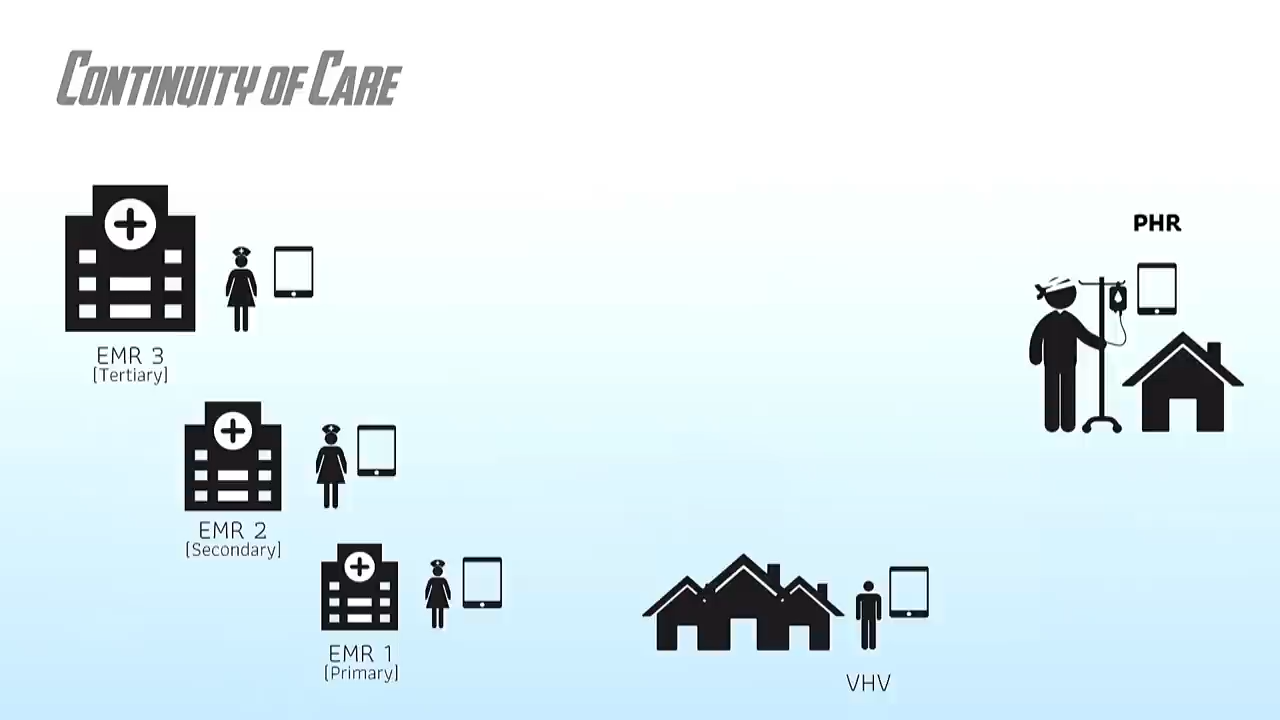 Continuity of Care
PHR
EMR 3
[Tertiary]
EMR 2
[Secondary]
EMR 1
[Primary]
VHV